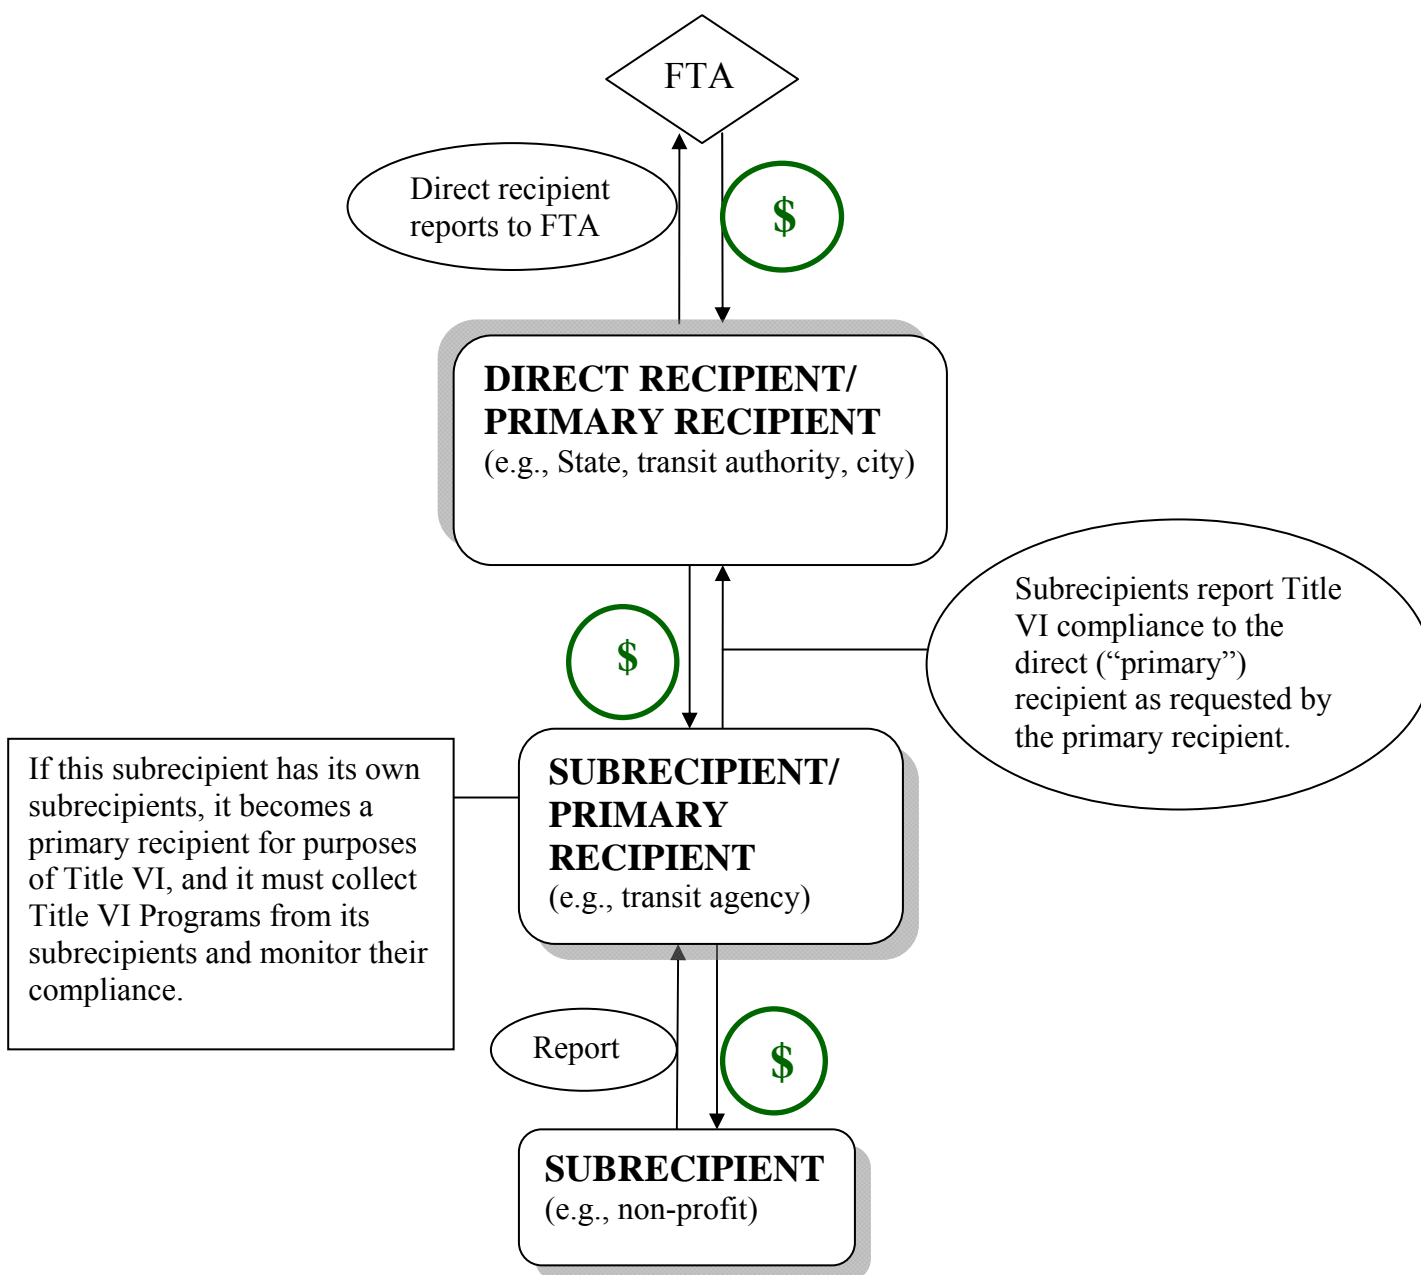 FTA
Direct recipient
reports to FTA
$
DIRECT RECIPIENT/
PRIMARY RECIPIENT
(e.g., State, transit authority, city)
Subrecipients report Title
VI compliance to the
direct (“primary”)
recipient as requested by
the primary recipient.
$
If this subrecipient has its own
subrecipients, it becomes a
primary recipient for purposes
of Title VI, and it must collect
Title VI Programs from its
subrecipients and monitor their
compliance.
SUBRECIPIENT/
PRIMARY
RECIPIENT
(e.g., transit agency)
Report
$
SUBRECIPIENT
(e.g., non-profit)